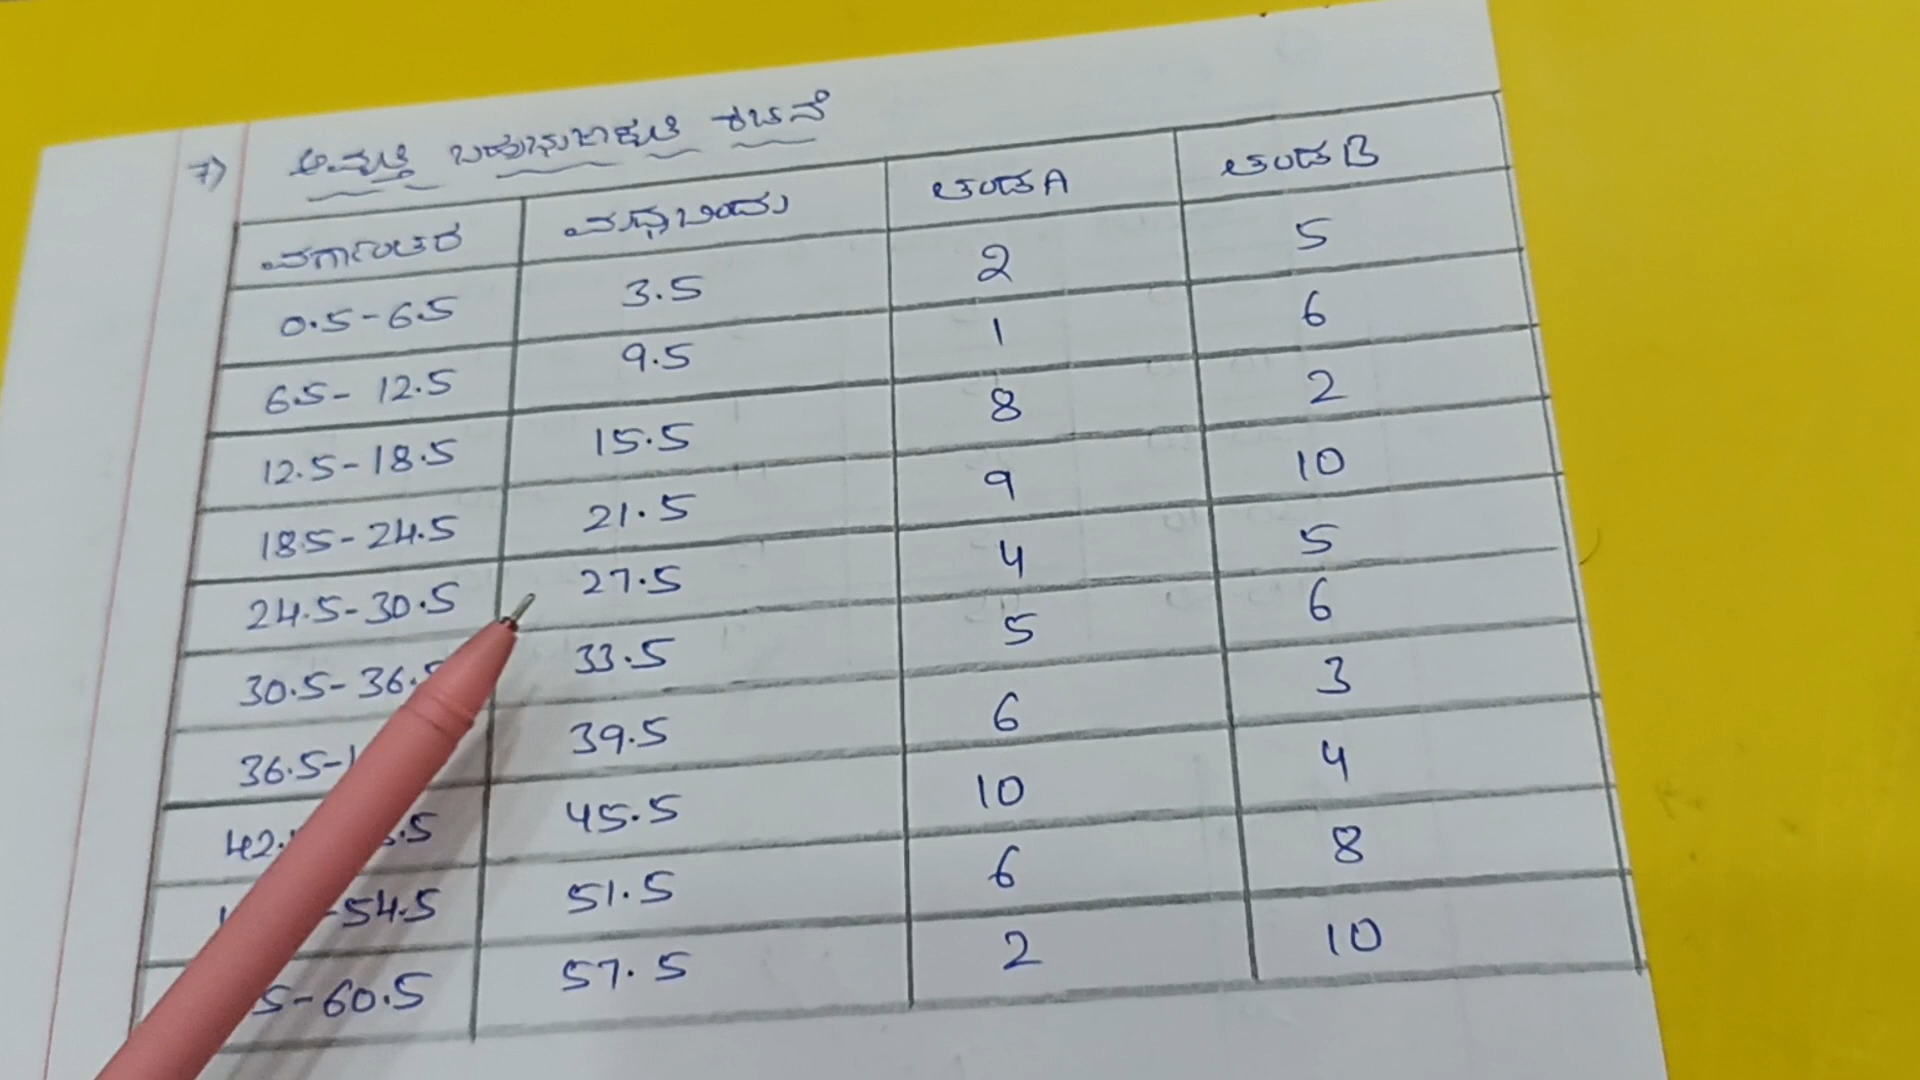 7) ಆವೃತ್ತಿ ಬಹುಭುಜಾಕೃತಿ ರಚನೆ
ವರ್ಗಾಂತರ ಮಧ್ಯಬಿಂದು ತಂಡ A ತಂಡ B
0.5-6.5 3.5 2 5
6.5-12.5 9.5 1 6
12.5-18.5 15.5 8 2
18.5-24.5 21.5 9 10
24.5-30.5 27.5 4 5
30.5-36.5 33.5 5 6
36.5- 39.5 6 3
42. .5 45.5 10 4
-54.5 51.5 6 8
5-60.5 57.5 2 10